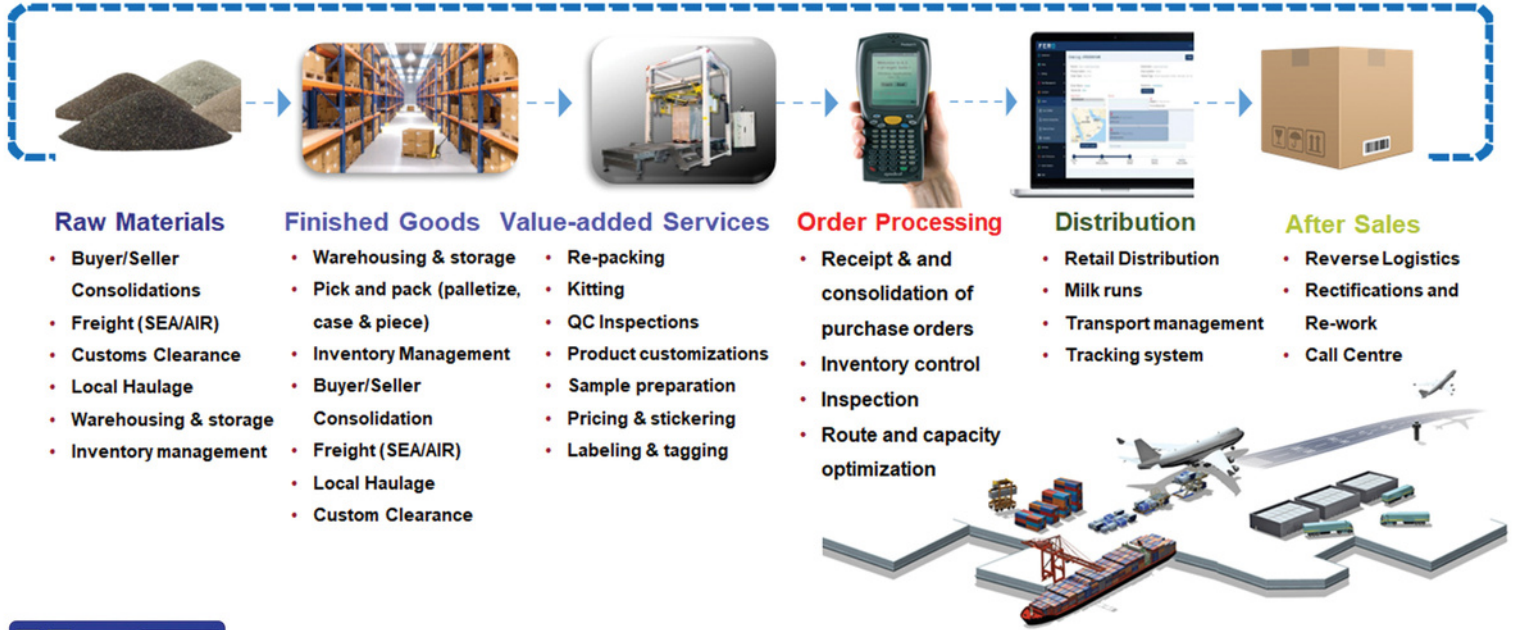 Raw Materials
• Buyer/Seller
Consolidations
• Freight (SEA/AIR)
• Customs Clearance
• Local Haulage
• Warehousing & storage
• Inventory management
Finished Goods
• Warehousing & storage
• Pick and pack (palletize,
case & piece)
• Inventory Management
• Buyer/Seller
Consolidation
• Freight (SEA/AIR)
• Local Haulage
• Custom Clearance
Value-added Services
• Re-packing
• Kitting
• QC Inspections
• Product customizations
• Sample preparation
• Pricing & stickering
• Labeling & tagging
Order Processing
• Receipt & and
consolidation of
purchase orders
• Inventory control
• Inspection
• Route and capacity
optimization
Distribution
• Retail Distribution
• Milk runs
• Transport management
• Tracking system
After Sales
• Reverse Logistics
• Rectifications and
Re-work
• Call Centre